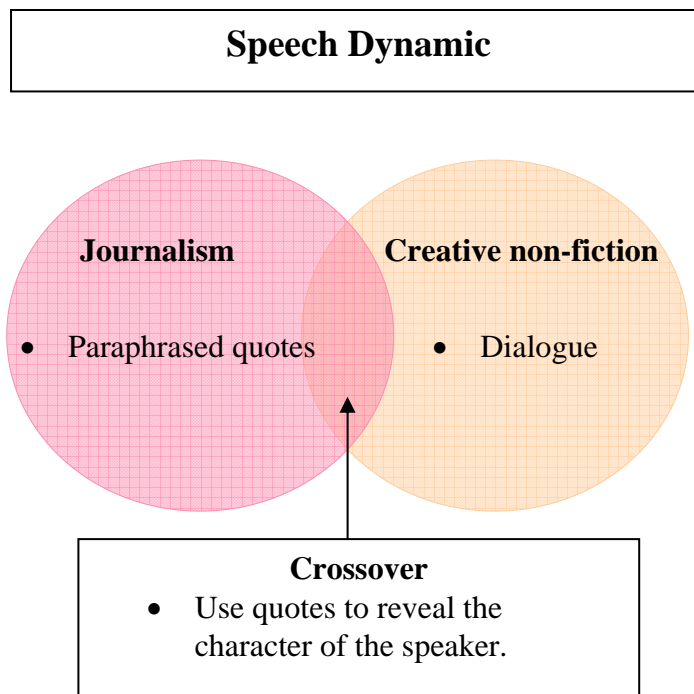 Speech Dynamic
Journalism
• Paraphrased quotes
Creative non-fiction
• Dialogue
Crossover
• Use quotes to reveal the
character of the speaker.